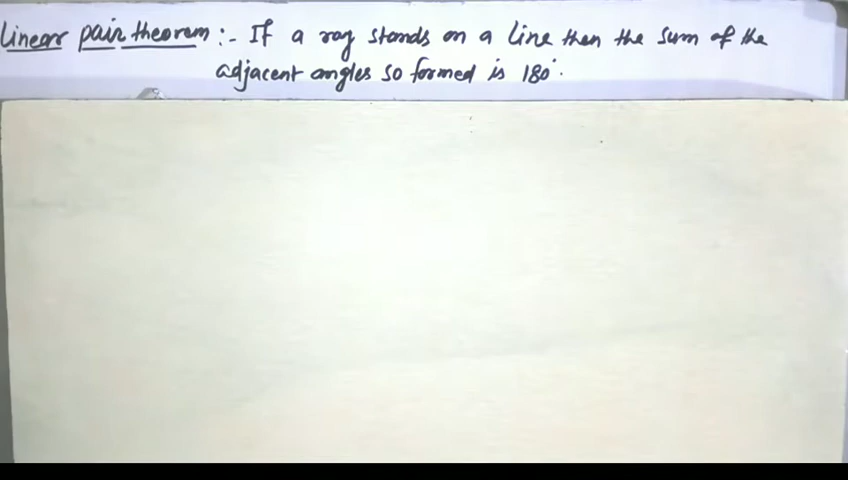 Linear pair theorem :- If a ray stands on a line then the sum of the
adjacent angles so formed is 180°.